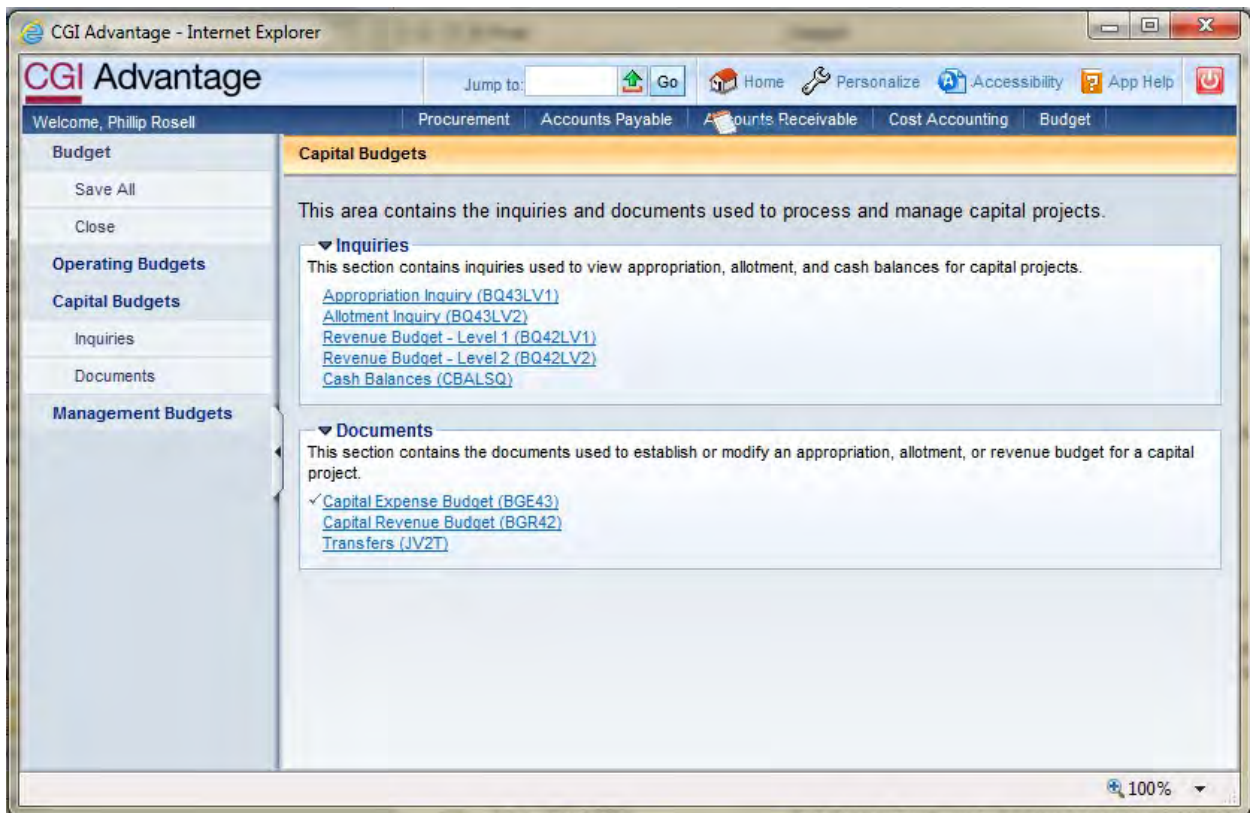 CGI Advantage - Internet Explorer
CGI Advantage
Jump to: Go Home Personalize Accessibility App Help
Welcome, Phillip Rosell Procurement Accounts Payable Accounts Receivable Cost Accounting Budget
Budget
Save All
Close
Operating Budgets
Capital Budgets
Inquiries
Documents
Management Budgets
Capital Budgets
This area contains the inquiries and documents used to process and manage capital projects.
Inquiries
This section contains inquiries used to view appropriation, allotment, and cash balances for capital projects.
Appropriation Inquiry (BQ43LV1)
Allotment Inquiry (BQ43LV2)
Revenue Budget - Level 1 (BQ42LV1)
Revenue Budget - Level 2 (BQ42LV2)
Cash Balances (CBALSQ)
Documents
This section contains the documents used to establish or modify an appropriation, allotment, or revenue budget for a capital
project.
Capital Expense Budget (BGE43)
Capital Revenue Budget (BGR42)
Transfers (JV2T)
100%